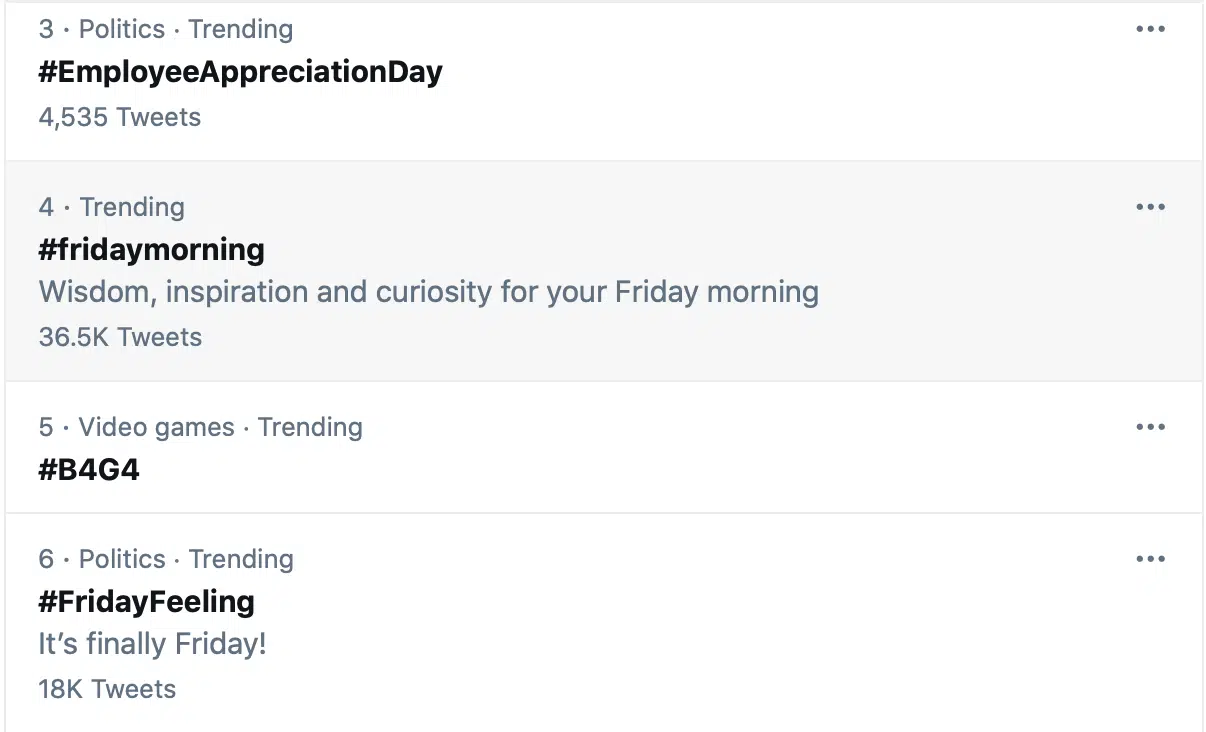 3 · Politics · Trending
#EmployeeAppreciationDay
4,535 Tweets
4 · Trending
#fridaymorning
Wisdom, inspiration and curiosity for your Friday morning
36.5K Tweets
5 · Video games · Trending
#B4G4
6 · Politics · Trending
#FridayFeeling
It’s finally Friday!
18K Tweets